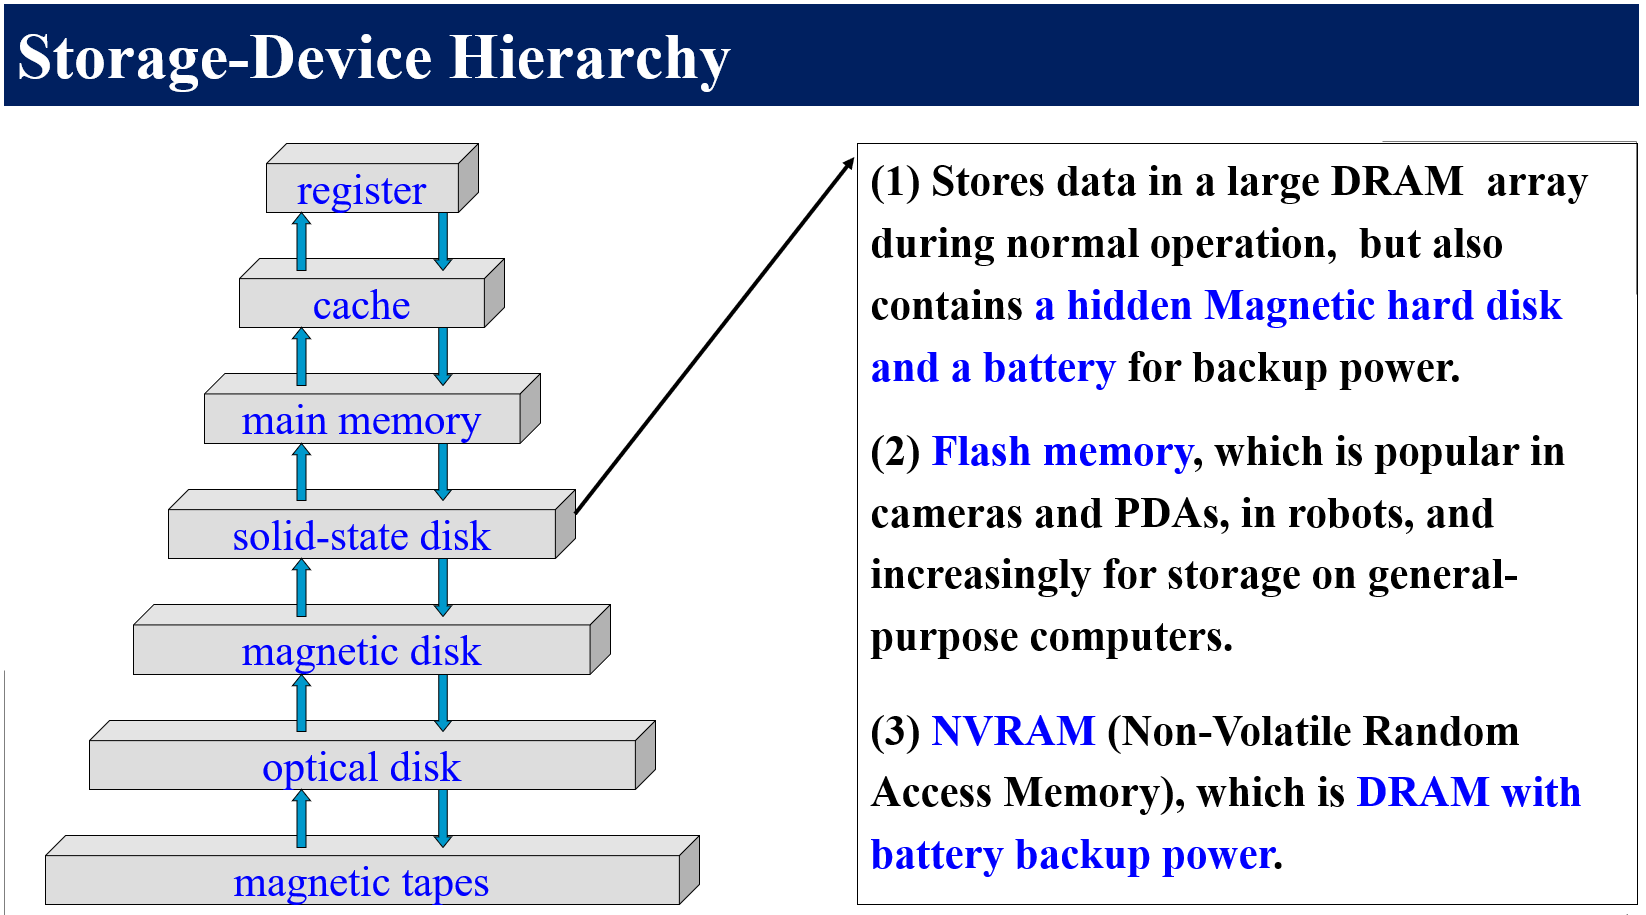 Storage-Device Hierarchy
register
cache
main memory
solid-state disk
magnetic disk
optical disk
magnetic tapes
(1) Stores data in a large DRAM  array
during normal operation,  but also
contains a hidden Magnetic hard disk
and a battery for backup power.
(2) Flash memory, which is popular in
cameras and PDAs, in robots, and
increasingly for storage on general-
purpose computers.
(3) NVRAM (Non-Volatile Random
Access Memory), which is DRAM with
battery backup power.